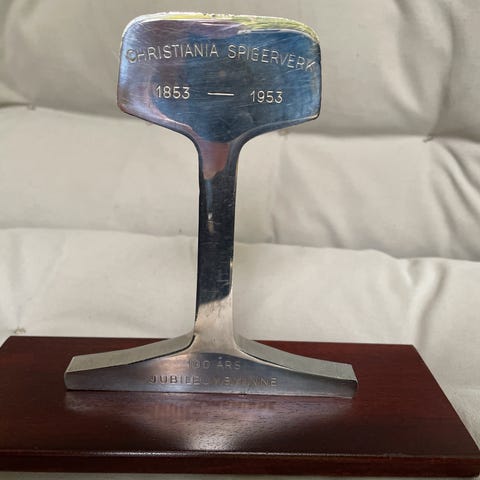 CHRISTIANIA SPIGERVERK
1853 — 1953
100 ÅRS
JUBILEUMSMINNE